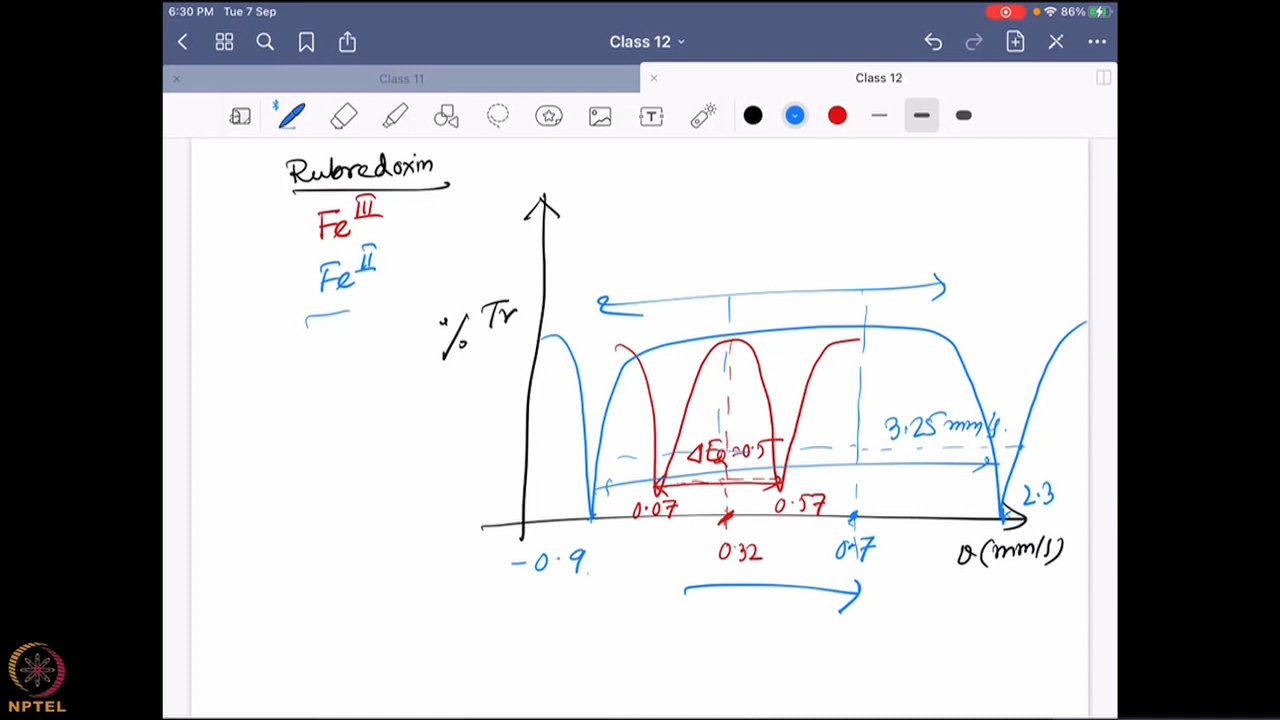 6:30 PM Tue 7 Sep
86%
Class 12
Class 11
Class 12
Rubredoxin
Fe III
Fe II
% Tr
3.25 mm/s.
ΔEQ=0.5
0.07
0.57
2.3
-0.9
0.32
0.7
v(mm/s)
NPTEL